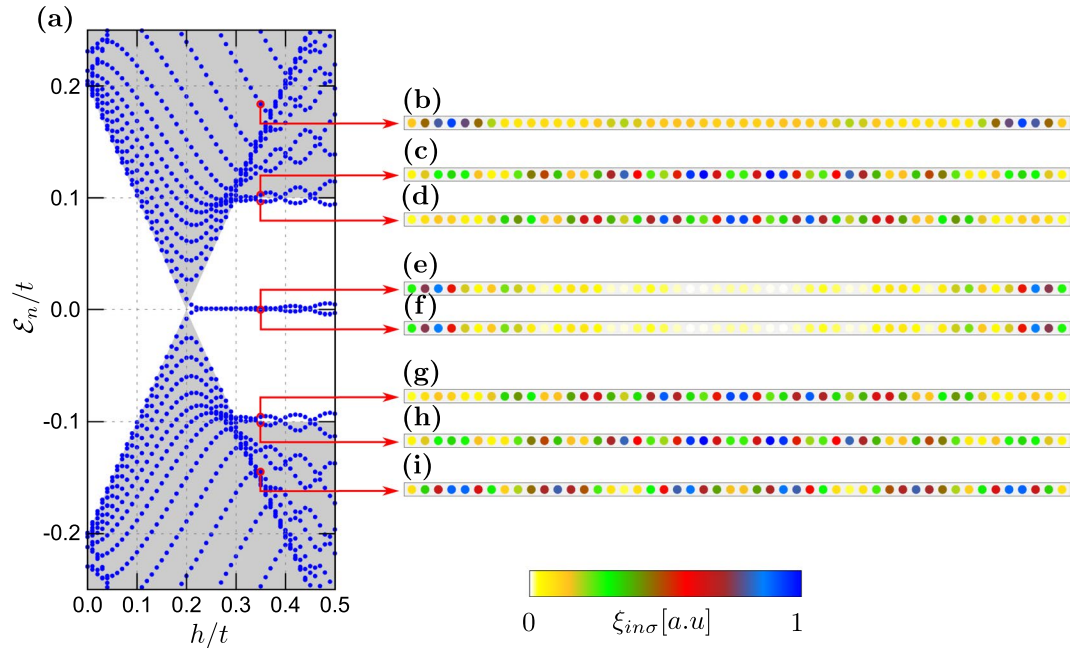 (a)
0.2
0.1
0.0
-0.1
-0.2
ℰn/t
0.0 0.1 0.2 0.3 0.4 0.5
h/t
(b)
(c)
(d)
(e)
(f)
(g)
(h)
(i)
0 ξinσ[a.u] 1